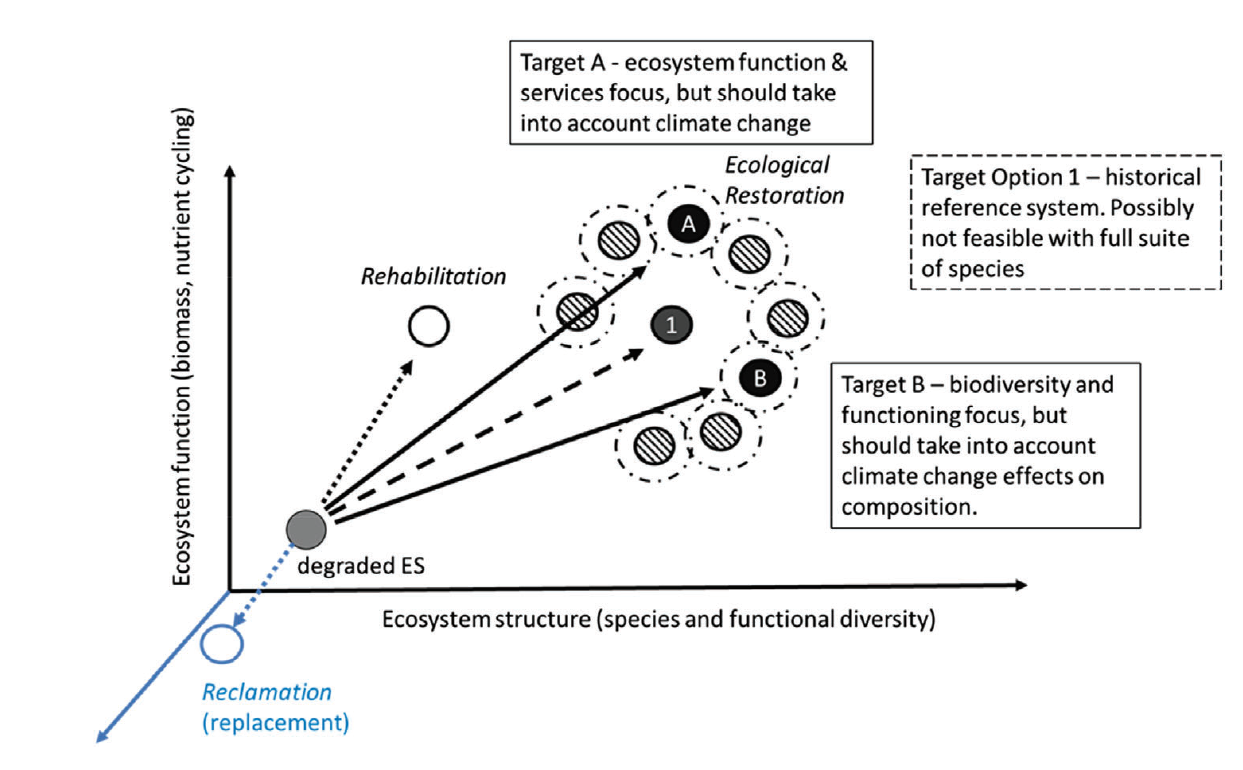 Target A - ecosystem function &
services focus, but should take
into account climate change
Ecological
Restoration
Target Option 1 – historical
reference system. Possibly
not feasible with full suite
of species
Rehabilitation
A
1
B
Target B – biodiversity and
functioning focus, but
should take into account
climate change effects on
composition.
Ecosystem function (biomass, nutrient cycling)
degraded ES
Ecosystem structure (species and functional diversity)
Reclamation
(replacement)